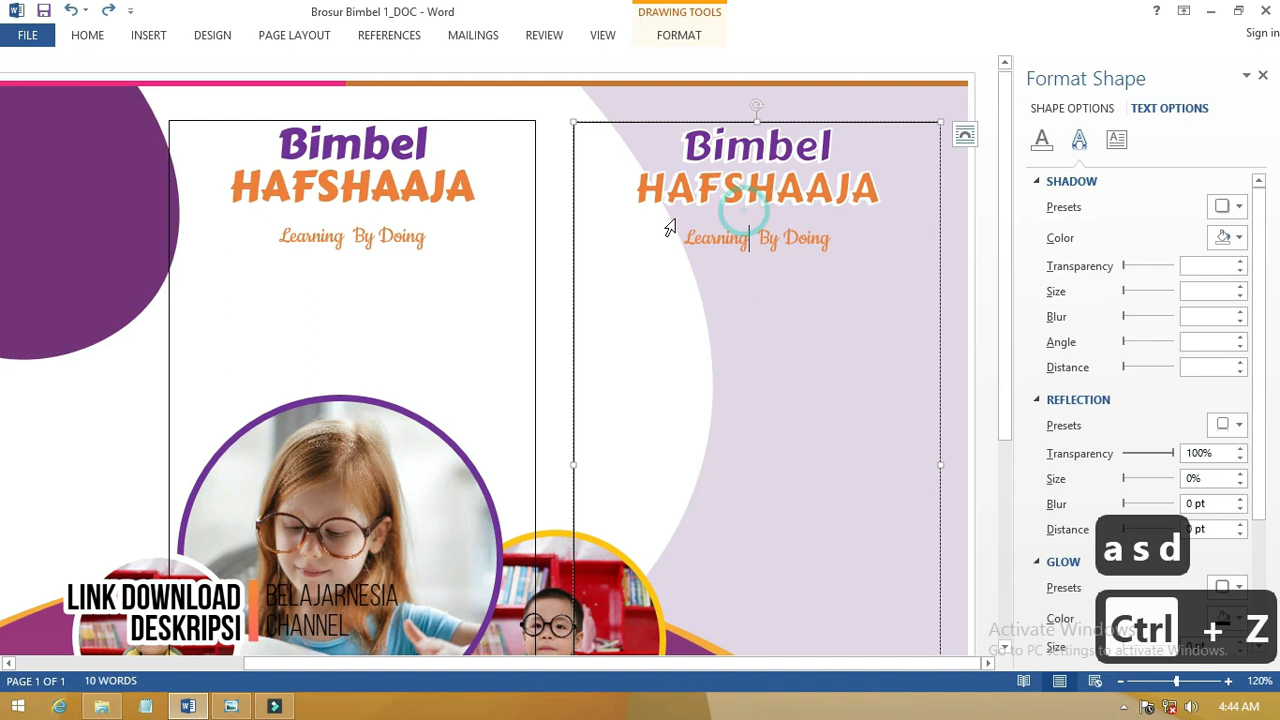 Brosur Bimbel 1_DOC - Word
DRAWING TOOLS
?
FILE
HOME
INSERT
DESIGN
PAGE LAYOUT
REFERENCES
MAILINGS
REVIEW
VIEW
FORMAT
Sign in
Format Shape
SHAPE OPTIONS
TEXT OPTIONS
Bimbel
HAFSHAAJA
Learning By Doing
Bimbel
HAFSHAAJA
Learning By Doing
SHADOW
Presets
Color
Transparency
Size
Blur
Angle
Distance
REFLECTION
Presets
Transparency
100%
Size
0%
Blur
0 pt
Distance
0 pt
GLOW
Presets
Color
Size
a s d
Ctrl + Z
LINK DOWNLOAD
DESKRIPSI
BELAJARNESIA
CHANNEL
Activate Windows
Go to PC settings to activate Windows.
PAGE 1 OF 1
10 WORDS
120%
4:44 AM